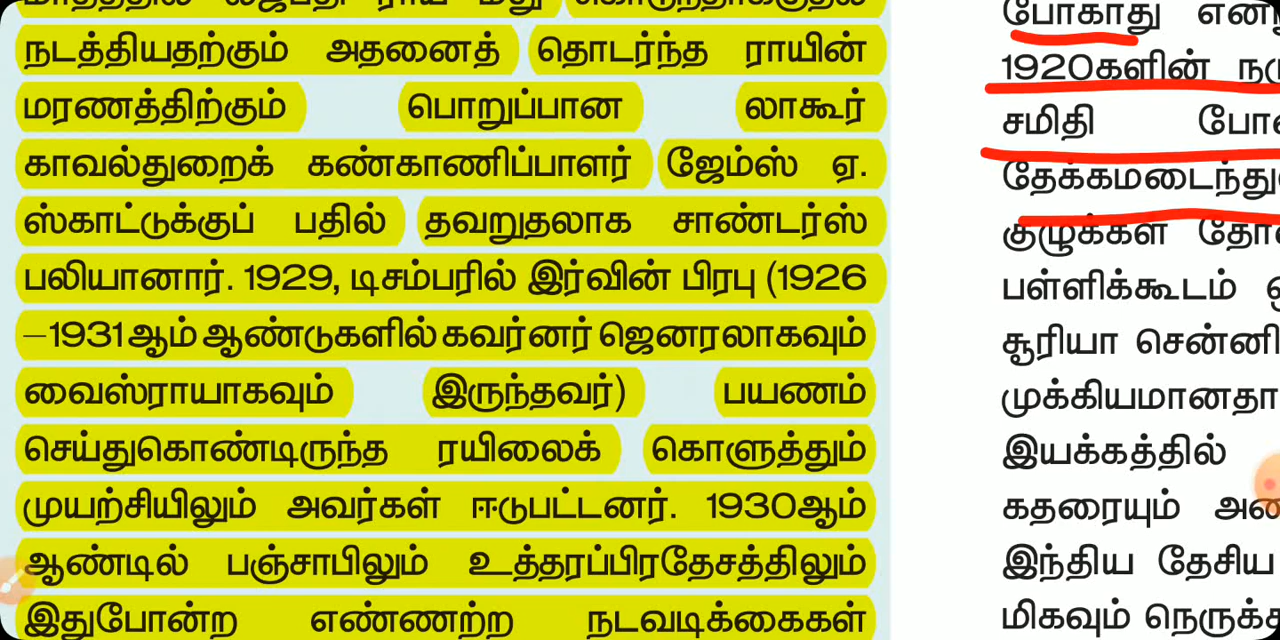 நடத்தியதற்கும் அதனைத் தொடர்ந்த ராயின்
மரணத்திற்கும் பொறுப்பான லாகூர்
காவல்துறைக் கண்காணிப்பாளர் ஜேம்ஸ் ஏ.
ஸ்காட்டுக்குப் பதில் தவறுதலாக சாண்டர்ஸ்
பலியானார். 1929, டிசம்பரில் இர்வின் பிரபு (1926
–1931ஆம் ஆண்டுகளில் கவர்னர் ஜெனரலாகவும்
வைஸ்ராயாகவும் இருந்தவர்) பயணம்
செய்துகொண்டிருந்த ரயிலைக் கொளுத்தும்
முயற்சியிலும் அவர்கள் ஈடுபட்டனர். 1930ஆம்
ஆண்டில் பஞ்சாபிலும் உத்தரப்பிரதேசத்திலும்
இதுபோன்ற எண்ணற்ற நடவடிக்கைகள்
போகாது
1920களின்
சமிதி
குழுக்கள்
பள்ளிக்கூடம்
சூரியா
இயக்கத்தில்
கதரையும்
இந்திய தேசிய
மிகவும்